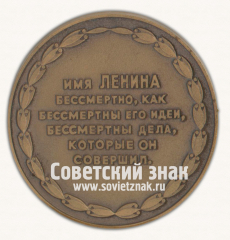 ИМЯ ЛЕНИНА
БЕССМЕРТНО, КАК
БЕССМЕРТНЫ ЕГО ИДЕИ,
БЕССМЕРТНЫ ДЕЛА,
КОТОРЫЕ ОН
СОВЕРШИЛ.
Советский знак
www.sovietznak.ru